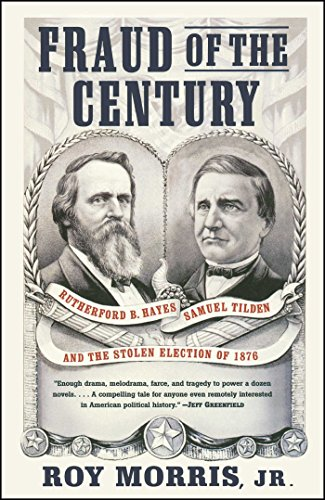 FRAUD OF THE
CENTURY
RUTHERFORD B. HAYES,
SAMUEL TILDEN
AND THE STOLEN ELECTION OF 1876
"Enough drama, melodrama, farce, and tragedy to power a dozen
novels. . . . A compelling tale for anyone even remotely interested
in American political history." —JEFF GREENFIELD
ROY MORRIS, JR.